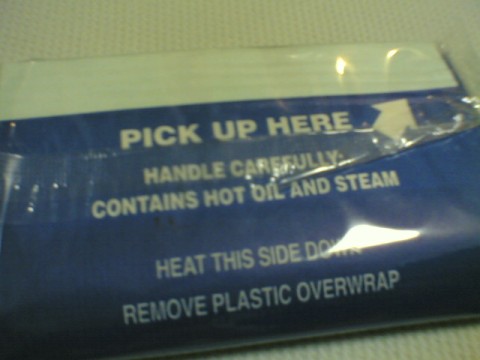 PICK UP HERE
HANDLE CAREFULLY:
CONTAINS HOT OIL AND STEAM
HEAT THIS SIDE DOWN
REMOVE PLASTIC OVERWRAP